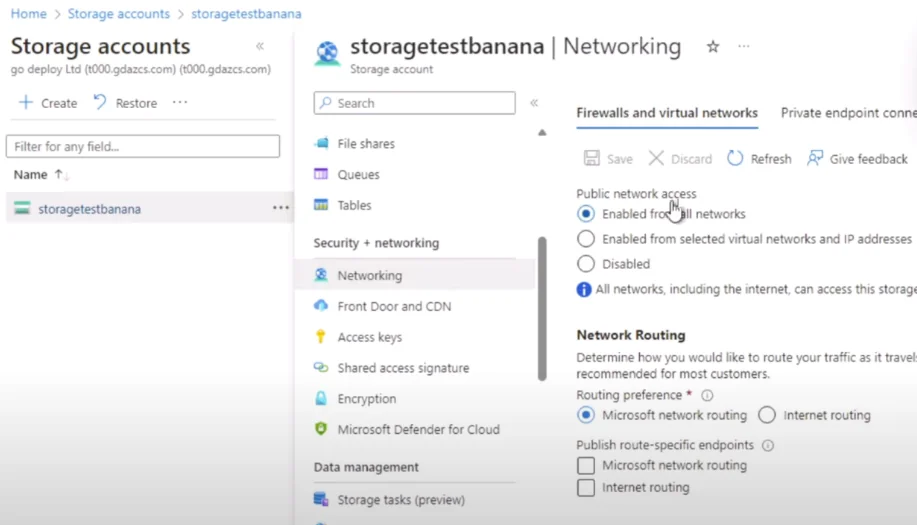 Home > Storage accounts > storagetestbanana
Storage accounts «
go deploy Ltd (t000.gdazcs.com) (t000.gdazcs.com)
+ Create Restore ...
Filter for any field...
Name ↑↓
storagetestbanana ...
storagetestbanana | Networking ☆ ...
Storage account
Search «
File shares
Queues
Tables
Security + networking
Networking
Front Door and CDN
Access keys
Shared access signature
Encryption
Microsoft Defender for Cloud
Data management
Storage tasks (preview)
Firewalls and virtual networks Private endpoint conne
Save Discard Refresh Give feedback
Public network access
Enabled from all networks
Enabled from selected virtual networks and IP addresses
Disabled
All networks, including the internet, can access this storage
Network Routing
Determine how you would like to route your traffic as it travels
recommended for most customers.
Routing preference *
Microsoft network routing Internet routing
Publish route-specific endpoints
Microsoft network routing
Internet routing